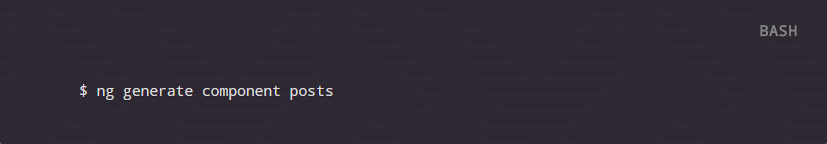 BASH
$ ng generate component posts